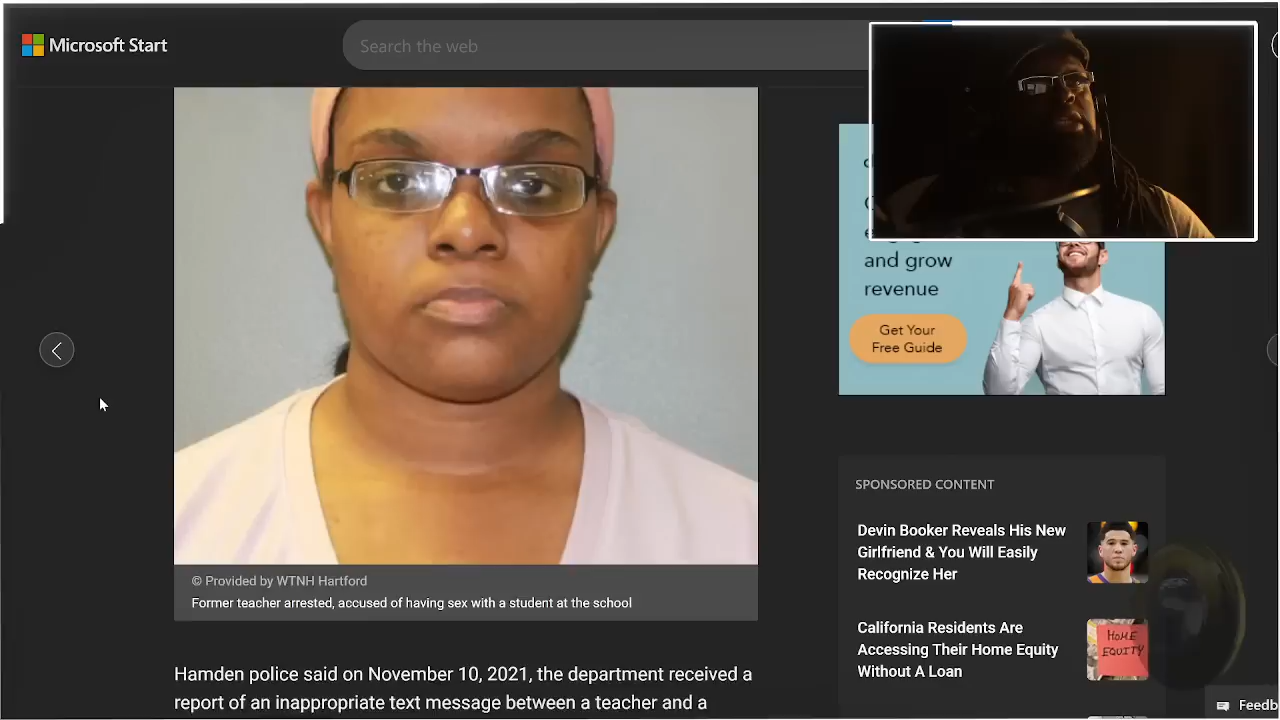 Microsoft Start
Search the web
and grow
revenue
Get Your
Free Guide
© Provided by WTNH Hartford
Former teacher arrested, accused of having sex with a student at the school
SPONSORED CONTENT
Devin Booker Reveals His New
Girlfriend & You Will Easily
Recognize Her
California Residents Are
Accessing Their Home Equity
Without A Loan
HOME
EQUITY
Hamden police said on November 10, 2021, the department received a
report of an inappropriate text message between a teacher and a
Feedb